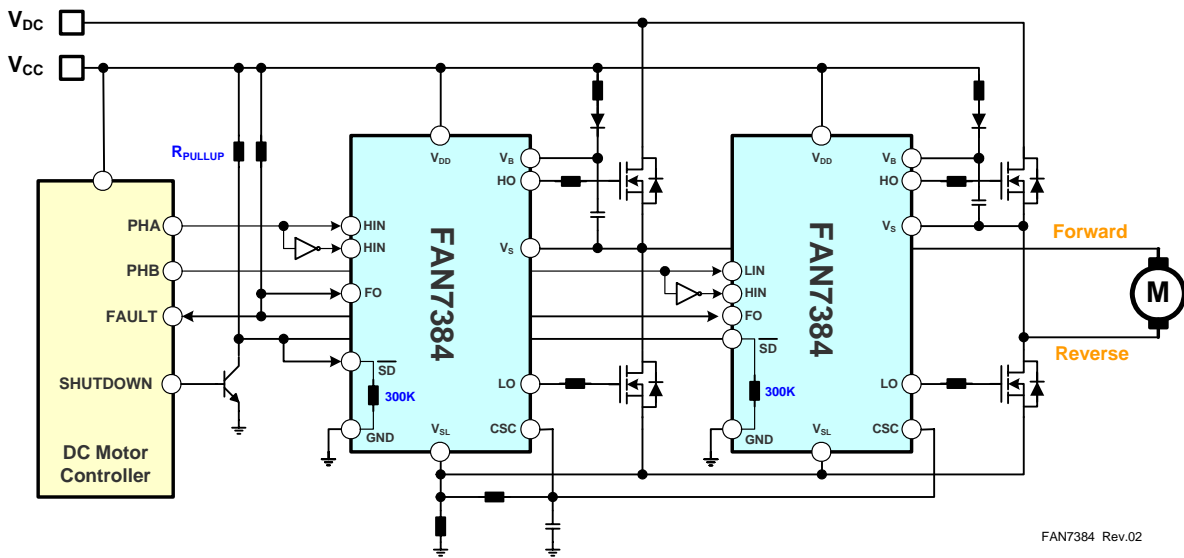 VDC
VCC
RPULLUP
PHA
PHB
FAULT
SHUTDOWN
DC Motor
Controller
VDD
VB
HO
HIN
HIN
VS
FO
FAN7384
SD
300K
LO
GND
VSL
CSC
VDD
VB
HO
VS
LIN
HIN
FO
FAN7384
SD
300K
LO
GND
VSL
CSC
Forward
M
Reverse
FAN7384 Rev.02